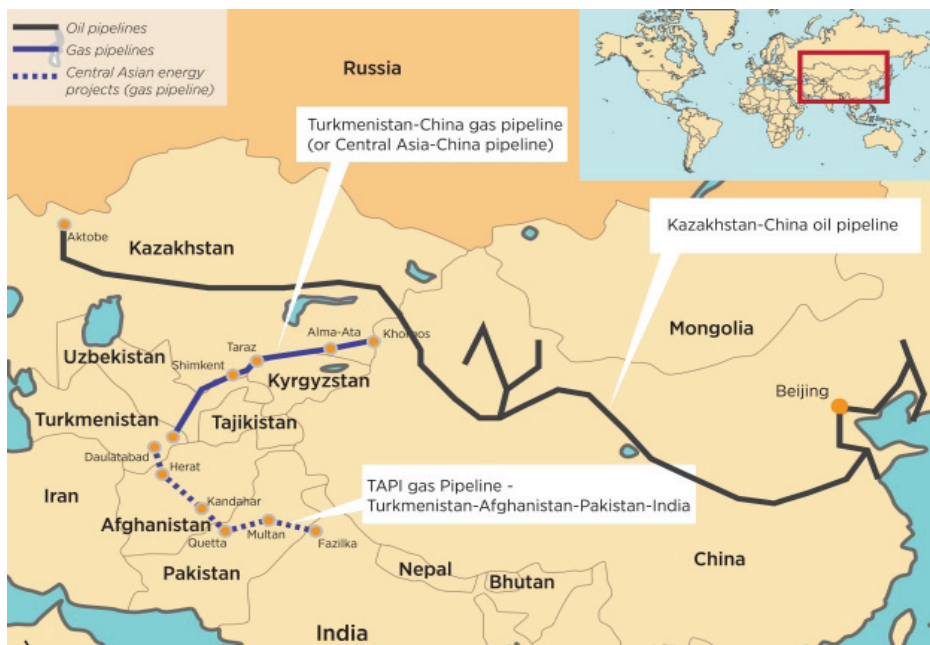 Oil pipelines
Gas pipelines
Central Asian energy
projects (gas pipeline)
Russia
Turkmenistan-China gas pipeline
(or Central Asia-China pipeline)
Kazakhstan-China oil pipeline
Aktobe
Kazakhstan
Mongolia
Uzbekistan
Alma-Ata
Khorgos
Taraz
Shimkent
Kyrgyzstan
Beijing
Turkmenistan
Tajikistan
Daulatabad
Herat
Iran
TAPI gas Pipeline -
Turkmenistan-Afghanistan-Pakistan-India
Kandahar
Afghanistan
Quetta
Multan
Fazilka
China
Pakistan
Nepal
Bhutan
India